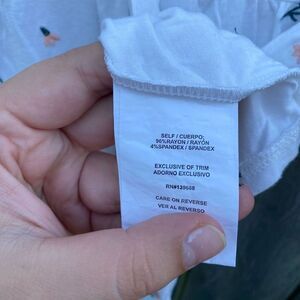 SELF / CUERPO:
96%RAYON / RAYÓN
4%SPANDEX / SPANDEX
EXCLUSIVE OF TRIM
ADORNO EXCLUSIVO
RN#139688
CARE ON REVERSE
VER AL REVERSO